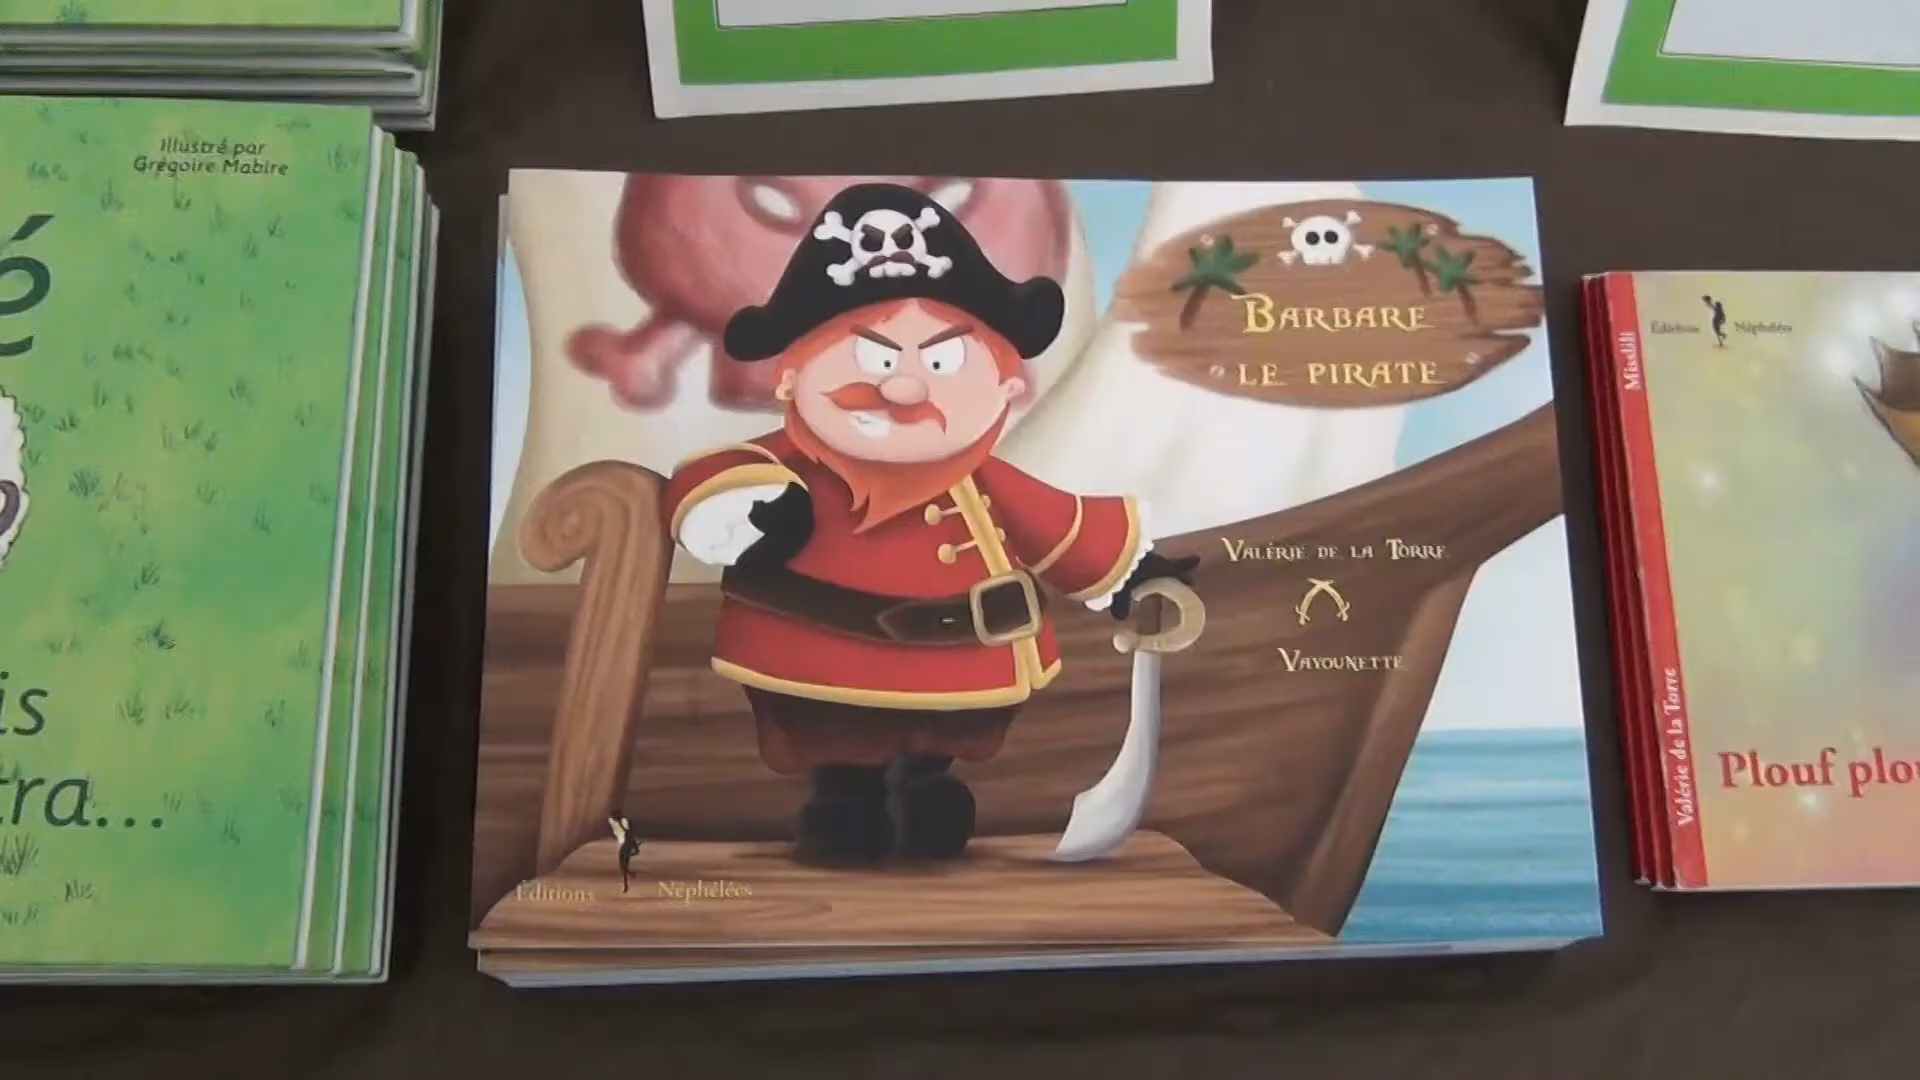 Illustré par
Grégoire Mabire
é
is
tra...
BARBARE
LE PIRATE
VALÉRIE DE LA TORRE
VAYOUNETTE
Éditions Néphélées
Éditions Néphélées
Misdili
Valérie de la Torre
Plouf plou